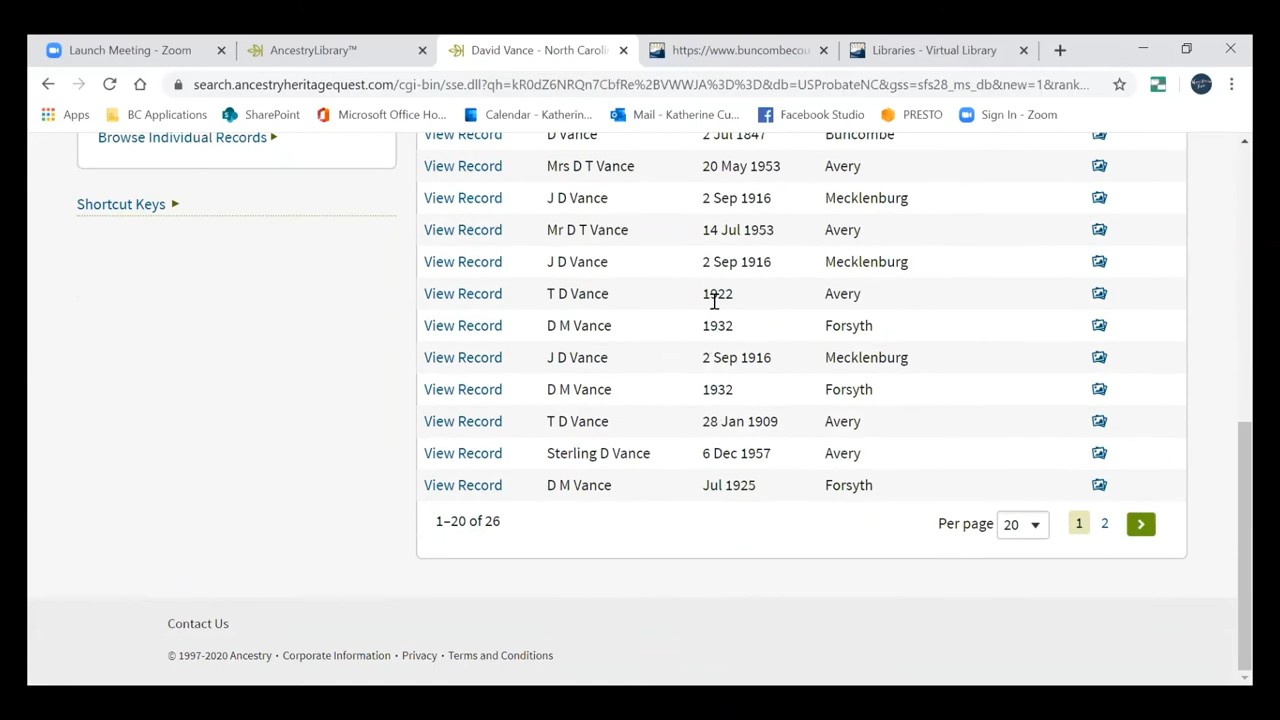 Launch Meeting - Zoom
AncestryLibrary™
David Vance - North Caroli
https://www.buncombecou
Libraries - Virtual Library
search.ancestryheritagequest.com/cgi-bin/sse.dll?qh=kR0dZ6NRQn7CbfRe%2BVWWJA%3D%3D&db=USProbateNC&gss=sfs28_ms_db&new=1&rank...
Apps
BC Applications
SharePoint
Microsoft Office Ho...
Calendar - Katherin...
Mail - Katherine Cu...
Facebook Studio
PRESTO
Sign In - Zoom
Browse Individual Records
Shortcut Keys
View Record D Vance 2 Jul 1847 Buncombe
View Record Mrs D T Vance 20 May 1953 Avery
View Record J D Vance 2 Sep 1916 Mecklenburg
View Record Mr D T Vance 14 Jul 1953 Avery
View Record J D Vance 2 Sep 1916 Mecklenburg
View Record T D Vance 1922 Avery
View Record D M Vance 1932 Forsyth
View Record J D Vance 2 Sep 1916 Mecklenburg
View Record D M Vance 1932 Forsyth
View Record T D Vance 28 Jan 1909 Avery
View Record Sterling D Vance 6 Dec 1957 Avery
View Record D M Vance Jul 1925 Forsyth
1–20 of 26
Per page 20 1 2
Contact Us
© 1997-2020 Ancestry • Corporate Information • Privacy • Terms and Conditions